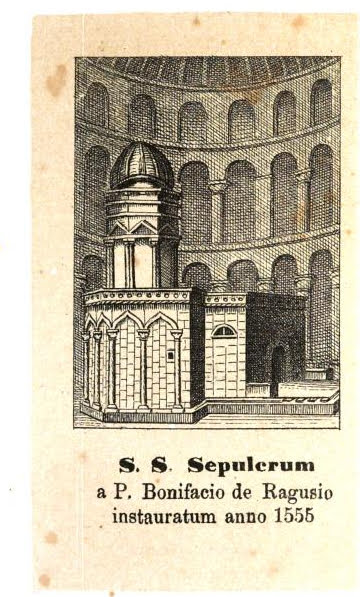 S. S. Sepulcrum
a P. Bonifacio de Ragusio
instauratum anno 1555